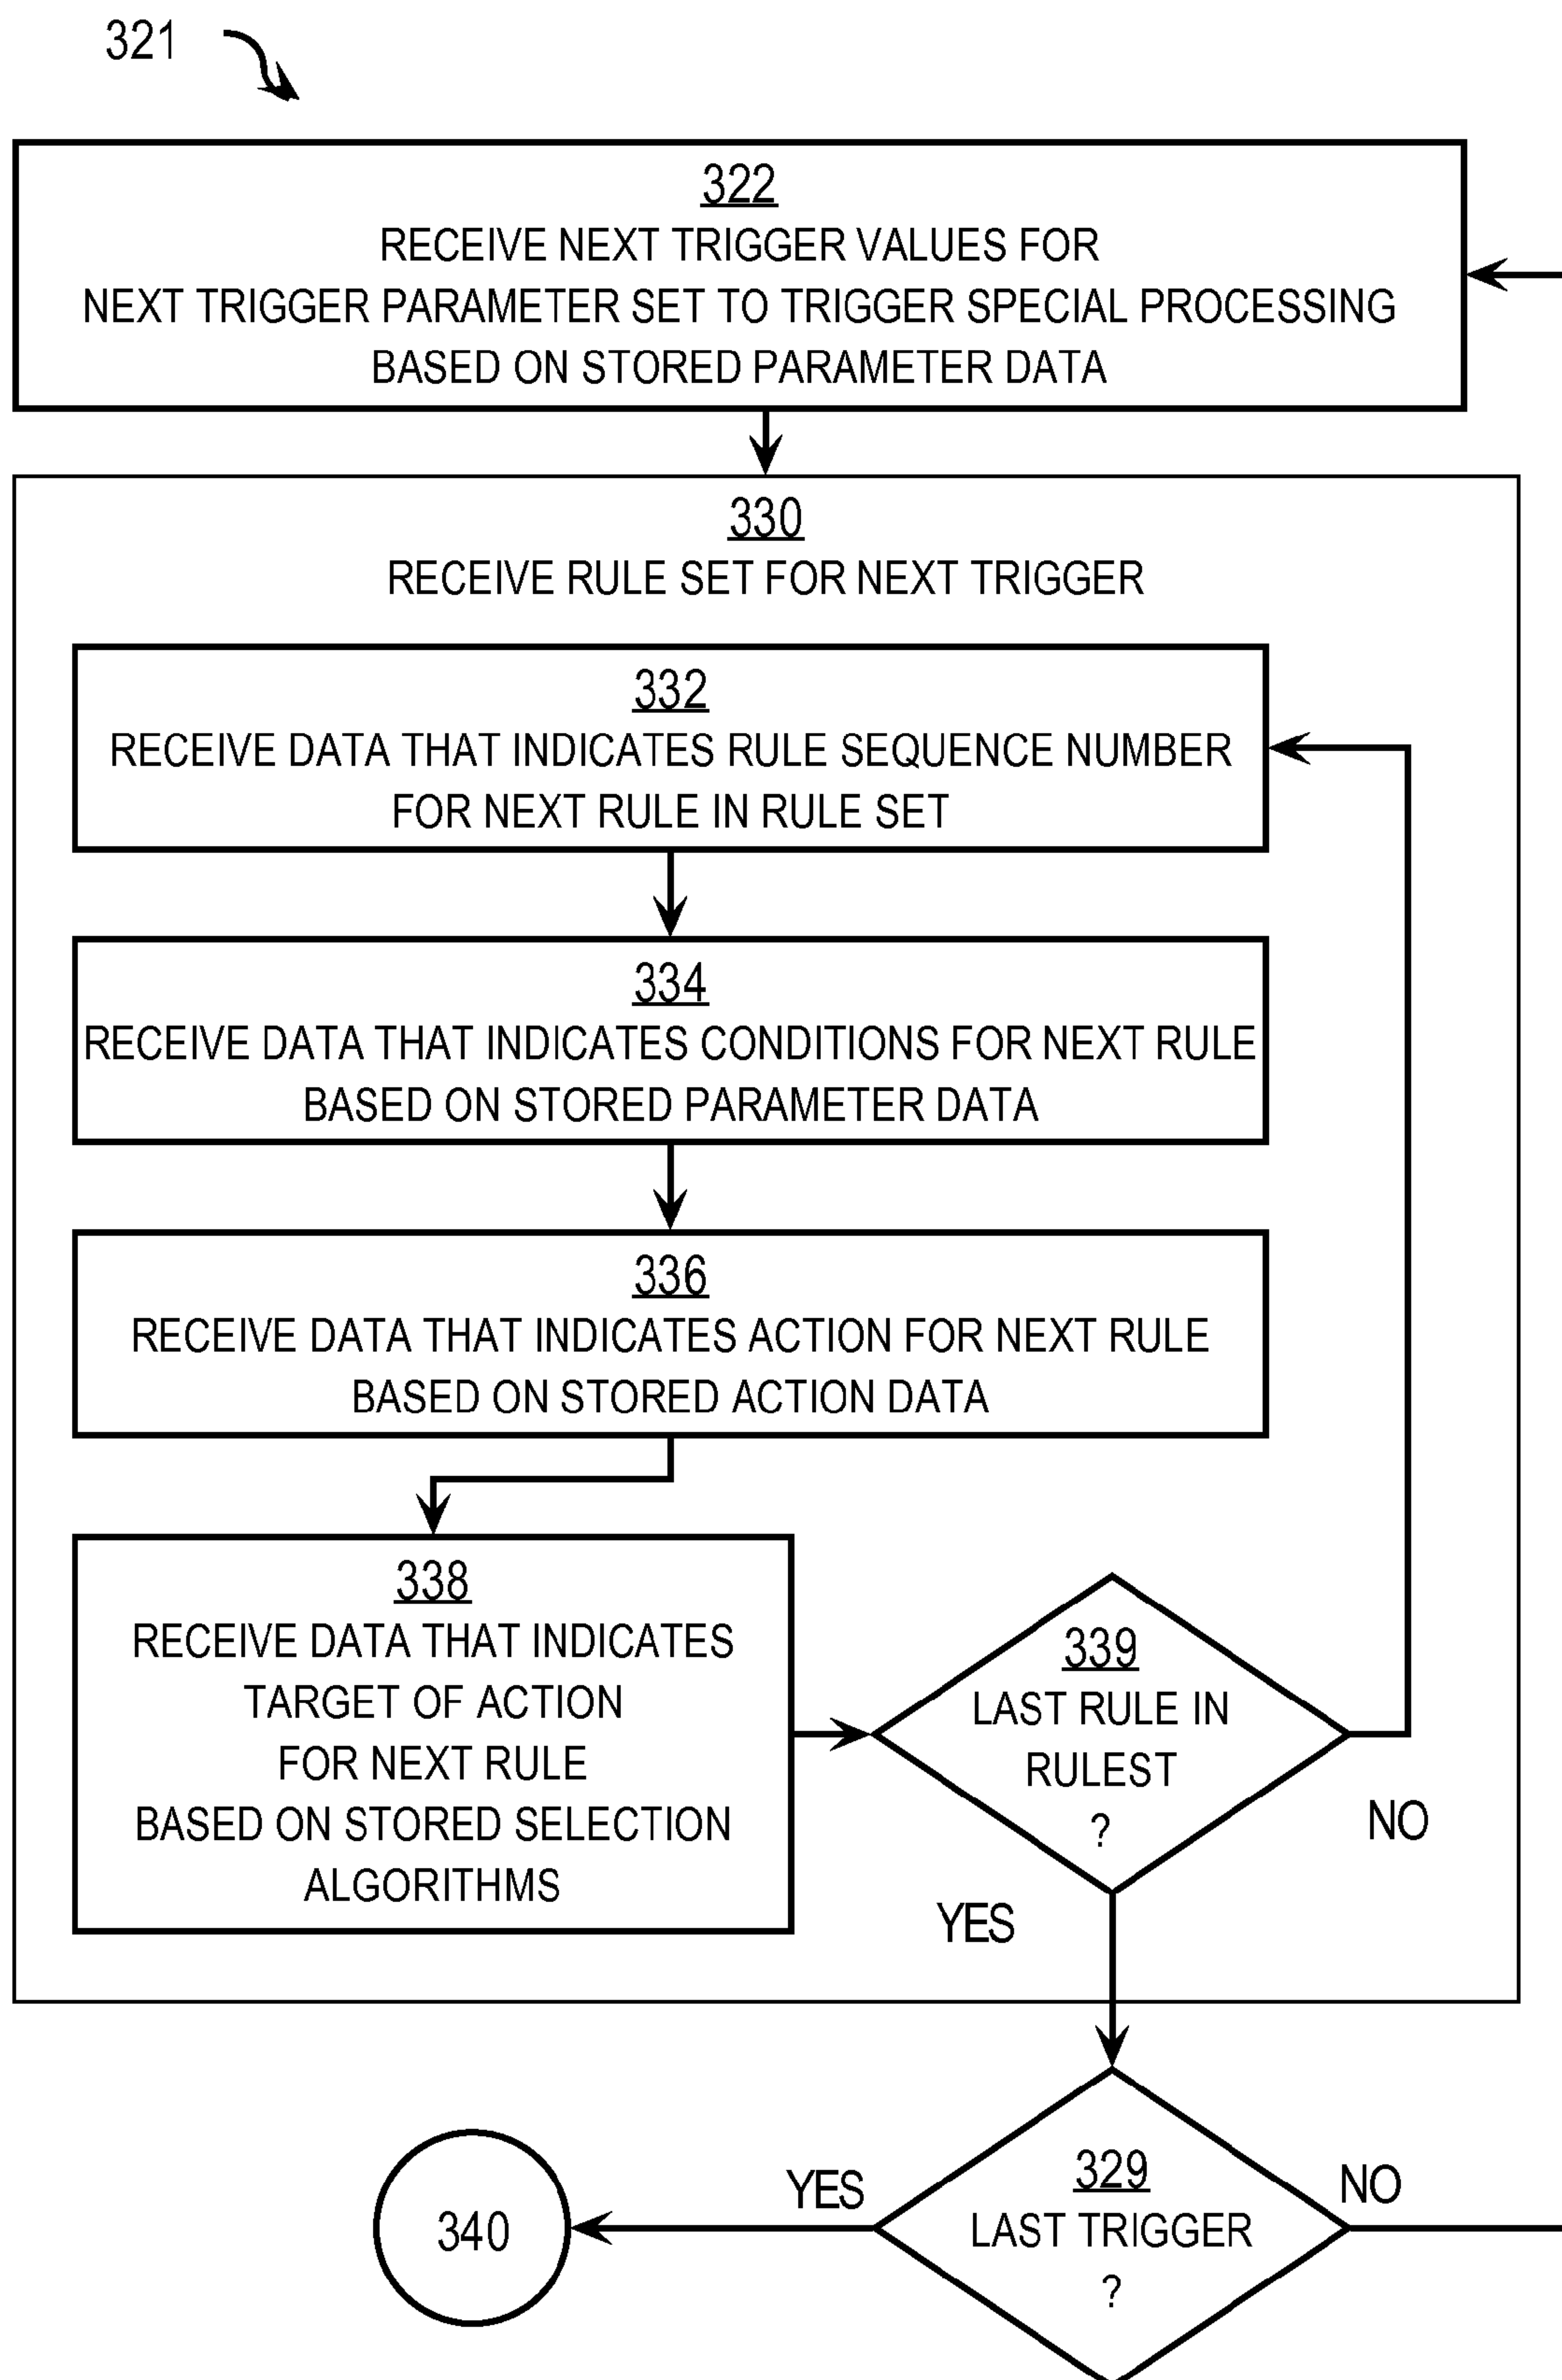 321
322
RECEIVE NEXT TRIGGER VALUES FOR
NEXT TRIGGER PARAMETER SET TO TRIGGER SPECIAL PROCESSING
BASED ON STORED PARAMETER DATA
330
RECEIVE RULE SET FOR NEXT TRIGGER
332
RECEIVE DATA THAT INDICATES RULE SEQUENCE NUMBER
FOR NEXT RULE IN RULE SET
334
RECEIVE DATA THAT INDICATES CONDITIONS FOR NEXT RULE
BASED ON STORED PARAMETER DATA
336
RECEIVE DATA THAT INDICATES ACTION FOR NEXT RULE
BASED ON STORED ACTION DATA
338
RECEIVE DATA THAT INDICATES
TARGET OF ACTION
FOR NEXT RULE
BASED ON STORED SELECTION
ALGORITHMS
339
LAST RULE IN
RULEST
?
NO
YES
329
LAST TRIGGER
?
YES
NO
340